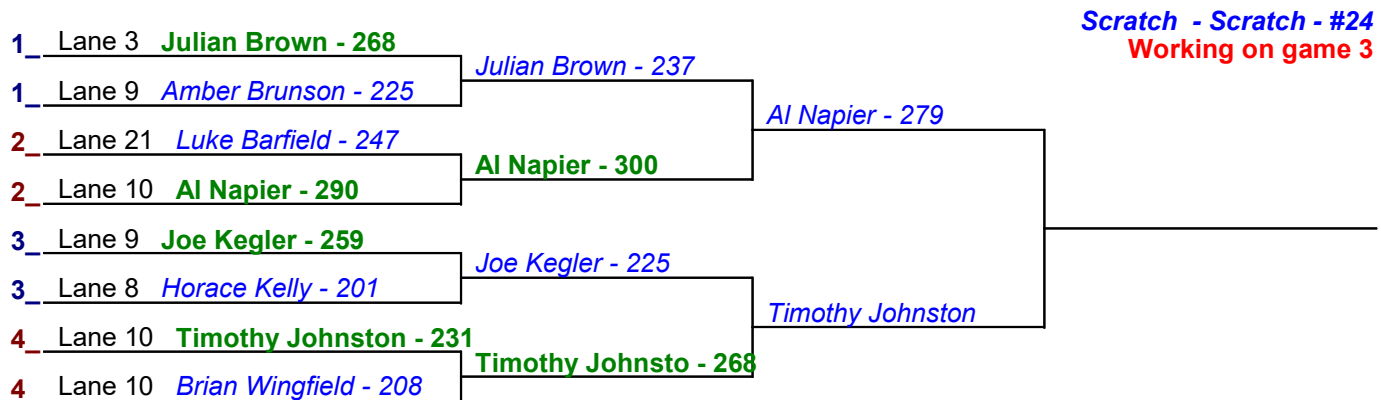 Scratch - Scratch - #24
Working on game 3
1_ Lane 3 Julian Brown - 268
Julian Brown - 237
1_ Lane 9 Amber Brunson - 225
Al Napier - 279
2_ Lane 21 Luke Barfield - 247
Al Napier - 300
2_ Lane 10 Al Napier - 290
3_ Lane 9 Joe Kegler - 259
Joe Kegler - 225
3_ Lane 8 Horace Kelly - 201
Timothy Johnston
4_ Lane 10 Timothy Johnston - 231
Timothy Johnsto - 268
4 Lane 10 Brian Wingfield - 208